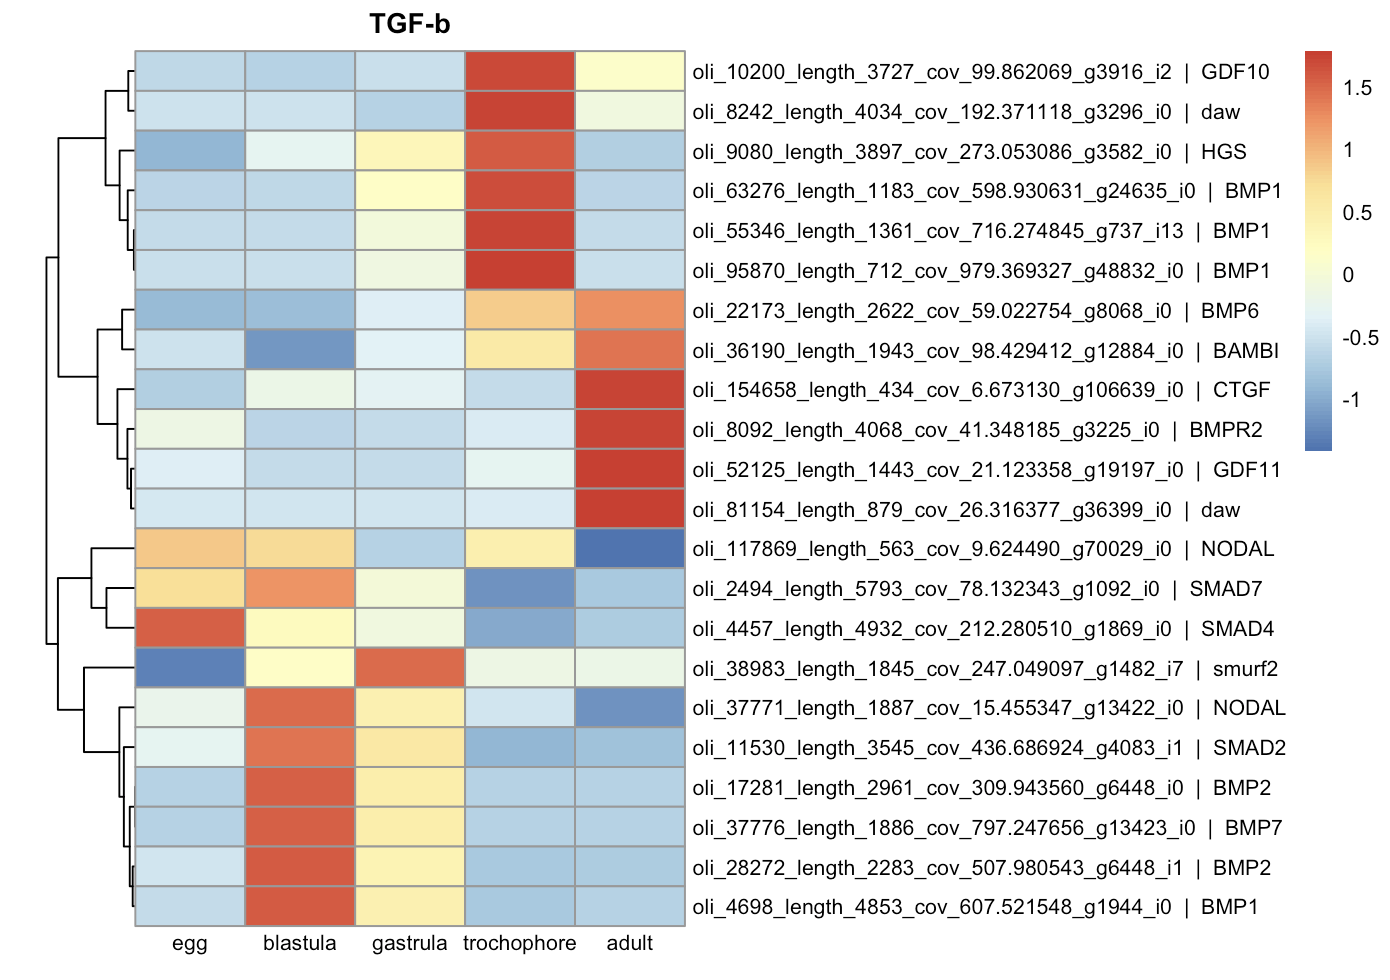 TGF-b
oli_10200_length_3727_cov_99.862069_g3916_i2 | GDF10
oli_8242_length_4034_cov_192.371118_g3296_i0 | daw
oli_9080_length_3897_cov_273.053086_g3582_i0 | HGS
oli_63276_length_1183_cov_598.930631_g24635_i0 | BMP1
oli_55346_length_1361_cov_716.274845_g737_i13 | BMP1
oli_95870_length_712_cov_979.369327_g48832_i0 | BMP1
oli_22173_length_2622_cov_59.022754_g8068_i0 | BMP6
oli_36190_length_1943_cov_98.429412_g12884_i0 | BAMBI
oli_154658_length_434_cov_6.673130_g106639_i0 | CTGF
oli_8092_length_4068_cov_41.348185_g3225_i0 | BMPR2
oli_52125_length_1443_cov_21.123358_g19197_i0 | GDF11
oli_81154_length_879_cov_26.316377_g36399_i0 | daw
oli_117869_length_563_cov_9.624490_g70029_i0 | NODAL
oli_2494_length_5793_cov_78.132343_g1092_i0 | SMAD7
oli_4457_length_4932_cov_212.280510_g1869_i0 | SMAD4
oli_38983_length_1845_cov_247.049097_g1482_i7 | smurf2
oli_37771_length_1887_cov_15.455347_g13422_i0 | NODAL
oli_11530_length_3545_cov_436.686924_g4083_i1 | SMAD2
oli_17281_length_2961_cov_309.943560_g6448_i0 | BMP2
oli_37776_length_1886_cov_797.247656_g13423_i0 | BMP7
oli_28272_length_2283_cov_507.980543_g6448_i1 | BMP2
oli_4698_length_4853_cov_607.521548_g1944_i0 | BMP1
egg blastula gastrula trochophore adult
1.5
1
0.5
0
-0.5
-1